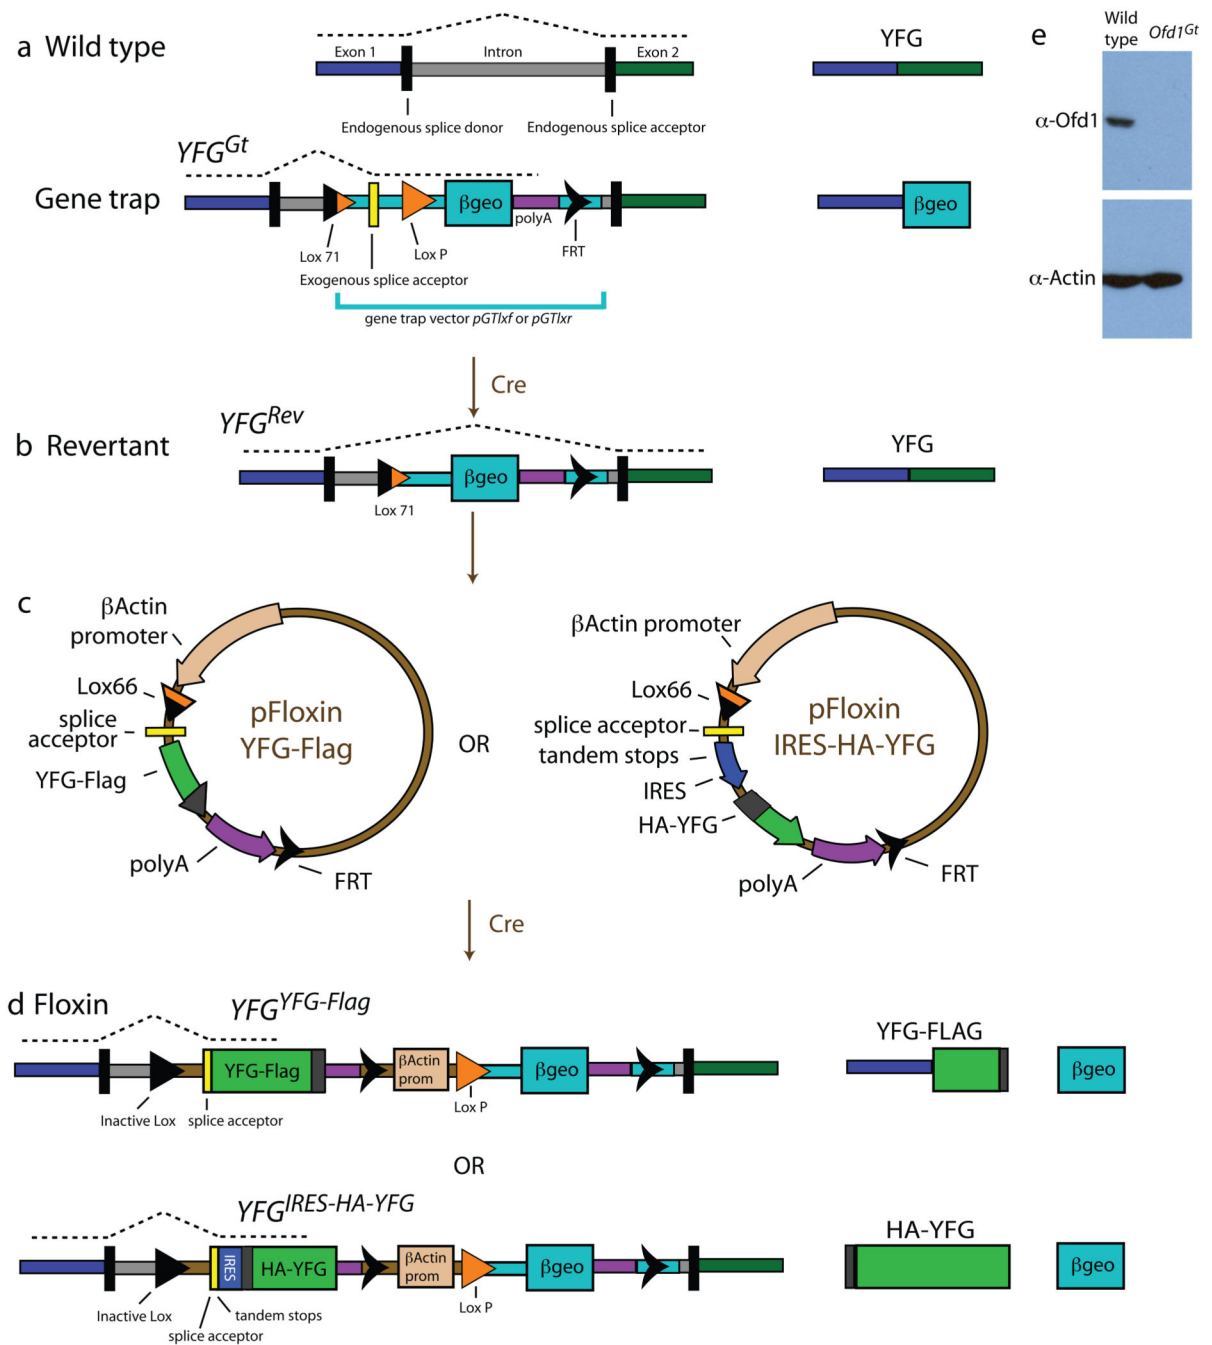 a Wild type
Exon 1
Intron
Exon 2
Endogenous splice donor
Endogenous splice acceptor
YFG
e
Wild
type
Ofd1Gt
α-Ofd1
α-Actin
YFGGt
Gene trap
βgeo
polyA
Lox 71
Lox P
FRT
Exogenous splice acceptor
gene trap vector pGTlxf or pGTlxr
βgeo
Cre
b Revertant
YFGRev
βgeo
Lox 71
YFG
c
βActin
promoter
Lox66
splice
acceptor
YFG-Flag
polyA
FRT
pFloxin
YFG-Flag
OR
βActin promoter
Lox66
splice acceptor
tandem stops
IRES
HA-YFG
polyA
FRT
pFloxin
IRES-HA-YFG
Cre
d Floxin
YFGYFG-Flag
YFG-Flag
βActin
prom
βgeo
Inactive Lox
splice acceptor
Lox P
YFG-FLAG
βgeo
OR
YFGIRES-HA-YFG
IRES
HA-YFG
βActin
prom
βgeo
Inactive Lox
tandem stops
splice acceptor
Lox P
HA-YFG
βgeo